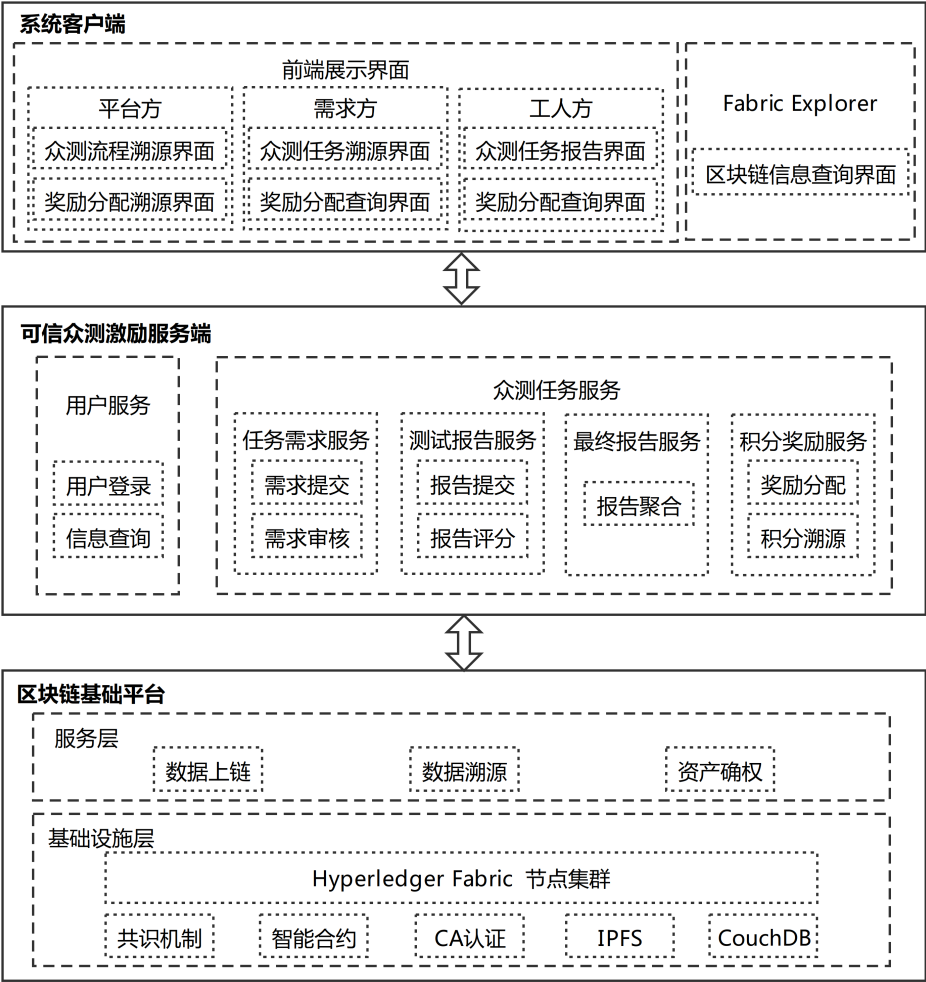 系统客户端
前端展示界面
平台方
众测流程溯源界面
奖励分配溯源界面
需求方
众测任务溯源界面
奖励分配查询界面
工人方
众测任务报告界面
奖励分配查询界面
Fabric Explorer
区块链信息查询界面
可信众测激励服务端
用户服务
用户登录
信息查询
众测任务服务
任务需求服务
需求提交
需求审核
测试报告服务
报告提交
报告评分
最终报告服务
报告聚合
积分奖励服务
奖励分配
积分溯源
区块链基础平台
服务层
数据上链
数据溯源
资产确权
基础设施层
Hyperledger Fabric 节点集群
共识机制
智能合约
CA认证
IPFS
CouchDB